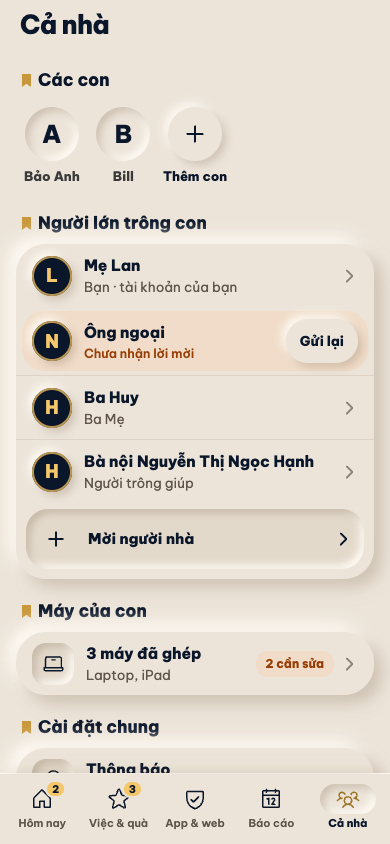 Cả nhà
Các con
A
B
Bảo Anh
Bill
Thêm con
Người lớn trông con
L
Mẹ Lan
Bạn · tài khoản của bạn
N
Ông ngoại
Chưa nhận lời mời
Gửi lại
H
Ba Huy
Ba Mẹ
H
Bà nội Nguyễn Thị Ngọc Hạnh
Người trông giúp
Mời người nhà
Máy của con
3 máy đã ghép
Laptop, iPad
2 cần sửa
Cài đặt chung
Thông báo
2
3
12
Hôm nay
Việc & quà
App & web
Báo cáo
Cả nhà